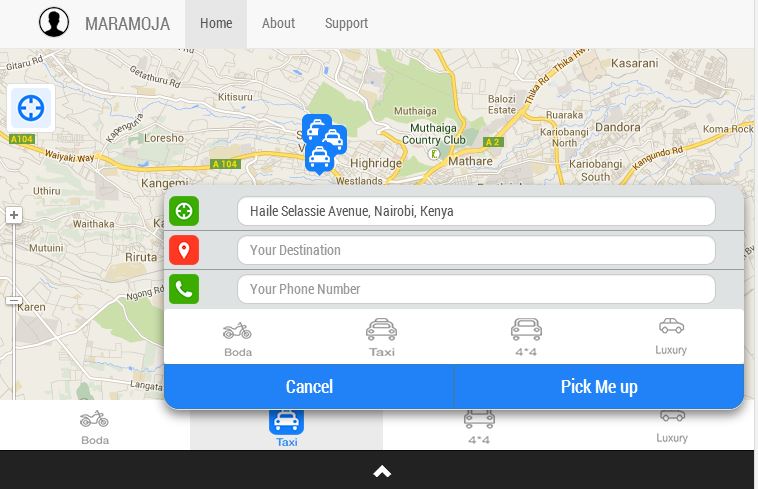 MARAMOJA Home About Support
Gitaru Rd
Getathuru Rd
Thika Rd
Thika Rd
Kasarani
Kitisuru
Balozi
Estate
Muthaiga
Kapenguria
Ruaraka
Dandora
A104
Loresho
Muthaiga
Country Club
A 2
Kariobangi
North
Koma Rock
Waiyaki Way
A 104
Highridge
Mathare
Kariobangi
South
Kangundo Rd
Kangemi
Westlands
Uthiru
Haile Selassie Avenue, Nairobi, Kenya
Mutuini
Riruta
Your Destination
Ngong Rd
Your Phone Number
Karen
Boda Taxi 4*4 Luxury
Langata
Cancel Pick Me up
Boda Taxi 4*4 Luxury